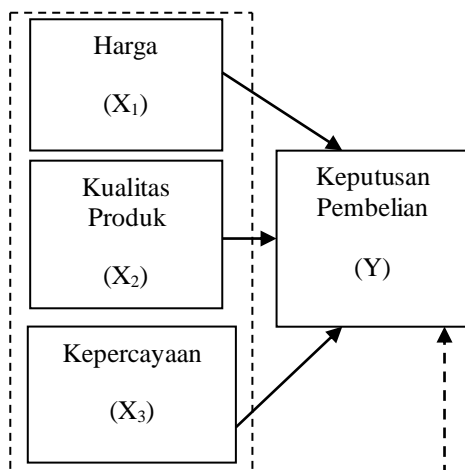 Harga
(X₁)
Kualitas
Produk
(X₂)
Kepercayaan
(X₃)
Keputusan
Pembelian
(Y)